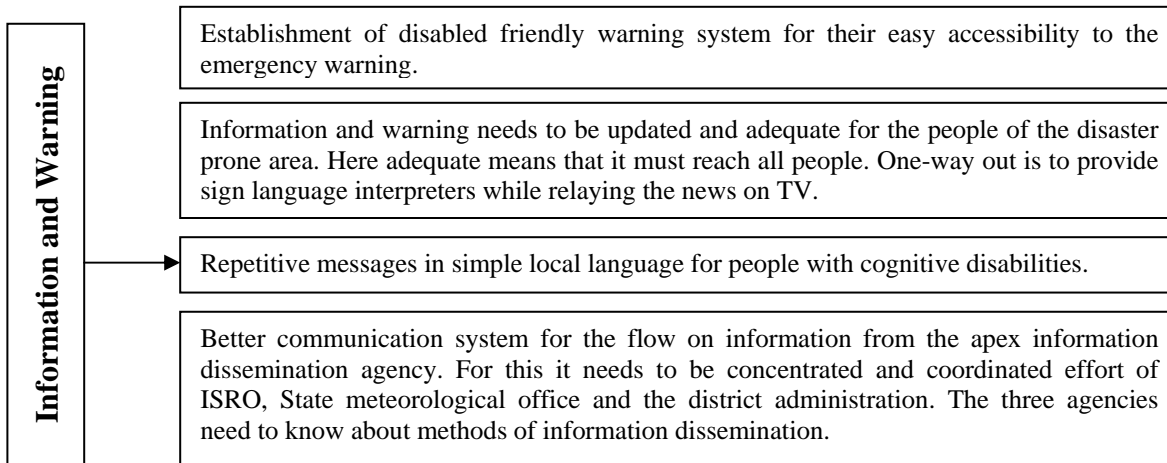 Information and Warning
Establishment of disabled friendly warning system for their easy accessibility to the
emergency warning.
Information and warning needs to be updated and adequate for the people of the disaster
prone area. Here adequate means that it must reach all people. One-way out is to provide
sign language interpreters while relaying the news on TV.
Repetitive messages in simple local language for people with cognitive disabilities.
Better communication system for the flow on information from the apex information
dissemination agency. For this it needs to be concentrated and coordinated effort of
ISRO, State meteorological office and the district administration. The three agencies
need to know about methods of information dissemination.